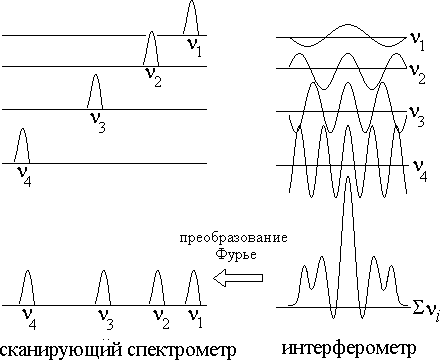 ν₁
ν₂
ν₃
ν₄
ν₁
ν₂
ν₃
ν₄
преобразование
Фурье
ν₄ ν₃ ν₂ ν₁
Σνᵢ
сканирующий спектрометр
интерферометр